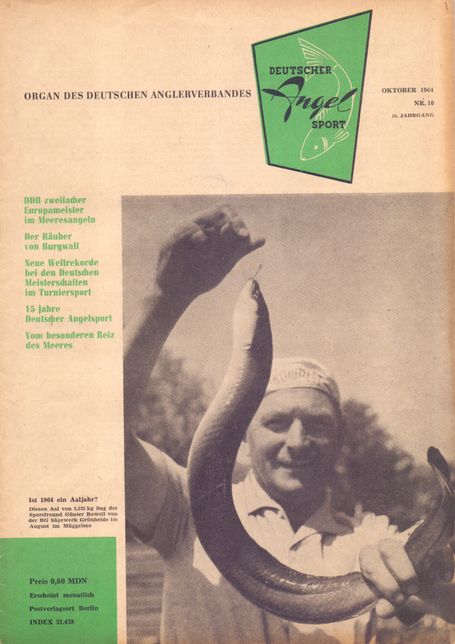 ORGAN DES DEUTSCHEN ANGLERVERBANDES
DEUTSCHER
Angel
SPORT
OKTOBER 1964
NR. 10
16. JAHRGANG
DDR zweifacher
Europameister
im Meeresangeln
Der Räuber
von Burgwall
Neue Weltrekorde
bei den Deutschen
Meisterschaften
im Turniersport
15 Jahre
Deutscher Angelsport
Vom besonderen Reiz
des Meeres
Ist 1964 ein Aaljahr?
Diesen Aal von 3,125 kg fing der
Sportfreund Günter Rowell von
der BG Sägewerk Grünheide im
August im Müggelsee
Preis 0,60 MDN
Erscheint monatlich
Postverlagsort Berlin
INDEX 31.428